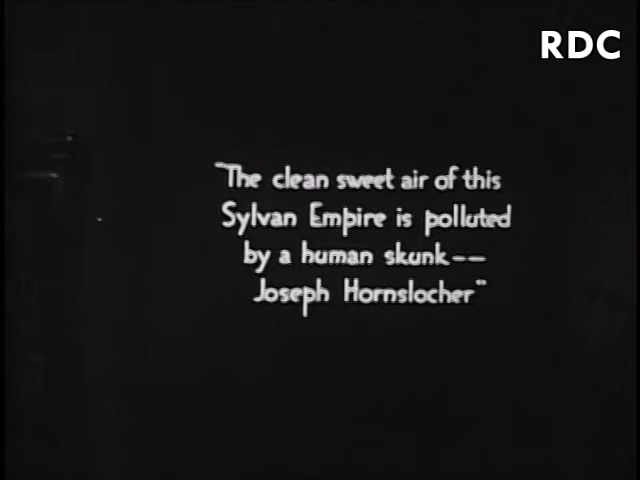 RDC
"The clean sweet air of this
Sylvan Empire is polluted
by a human skunk--
Joseph Hornslocher"